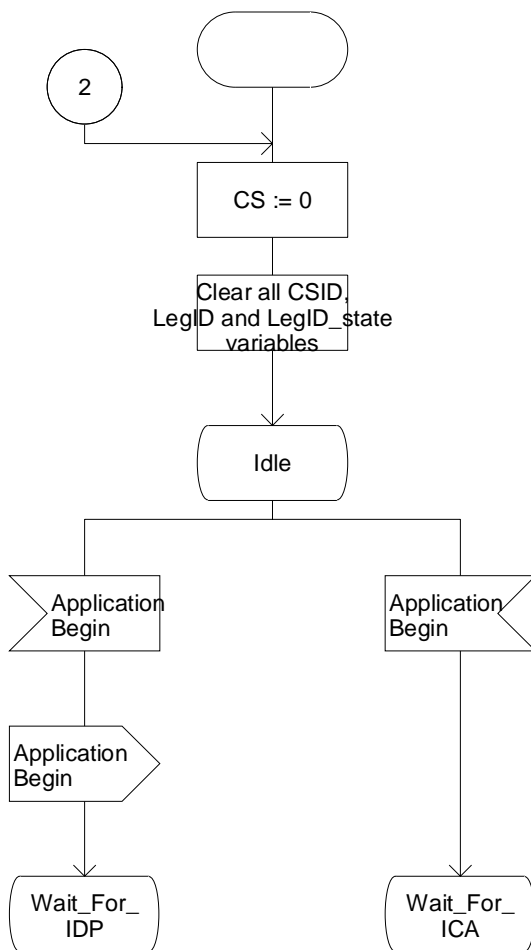 2
CS := 0
Clear all CSID,
LegID and LegID_state
variables
Idle
Application
Begin
Application
Begin
Application
Begin
Wait_For_
IDP
Wait_For_
ICA